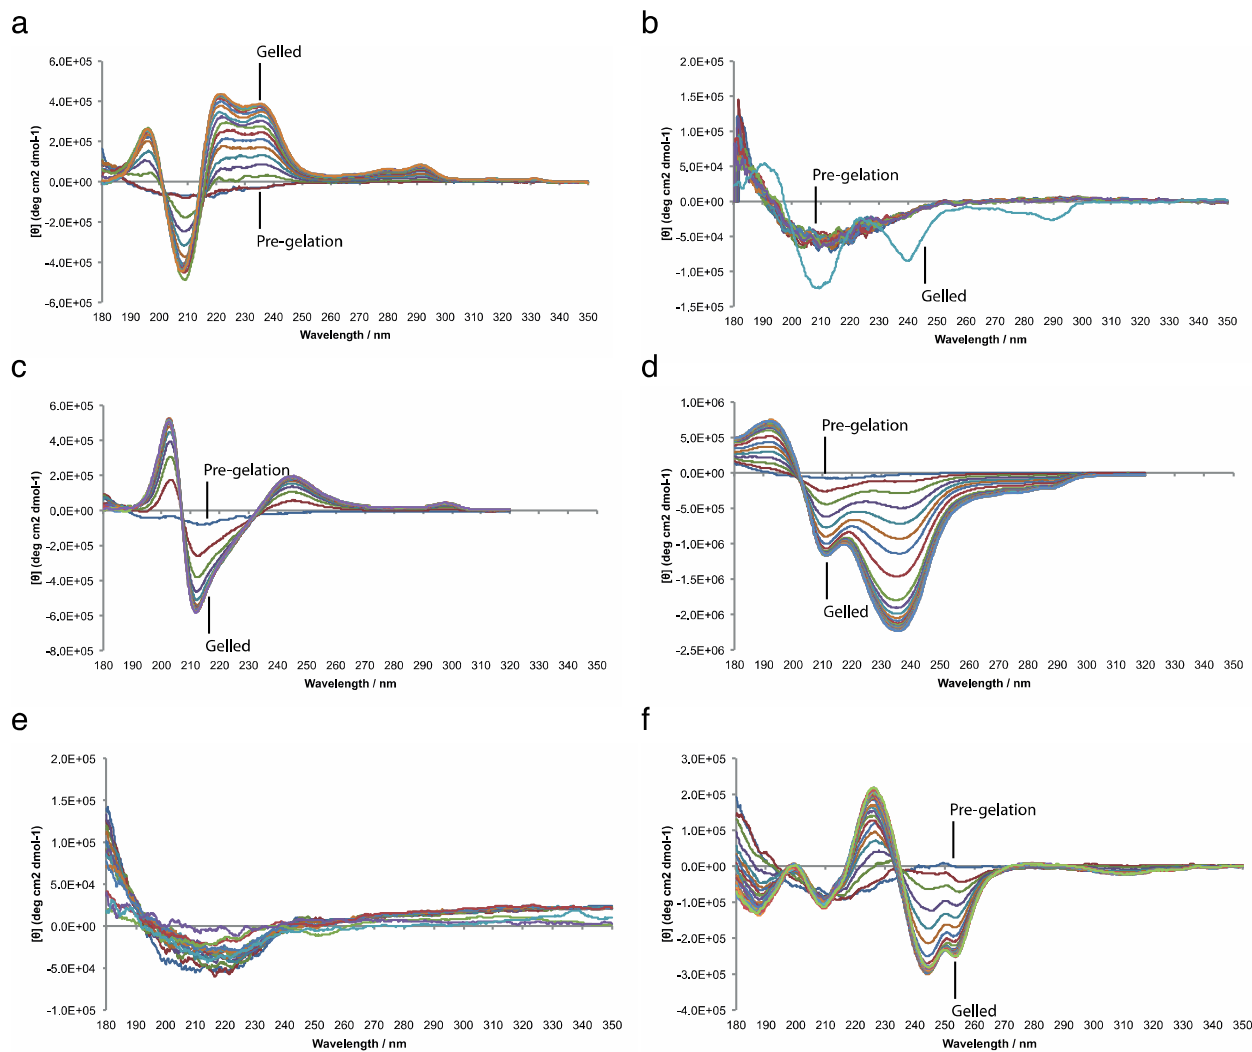 a
6.0E+05
4.0E+05
2.0E+05
0.0E+00
-2.0E+05
-4.0E+05
-6.0E+05
[θ] (deg cm2 dmol-1)
Gelled
Pre-gelation
180 190 200 210 220 230 240 250 260 270 280 290 300 310 320 330 340 350
Wavelength / nm
b
2.0E+05
1.5E+05
1.0E+05
5.0E+04
0.0E+00
-5.0E+04
-1.0E+05
-1.5E+05
[θ] (deg cm2 dmol-1)
Pre-gelation
Gelled
180 190 200 210 220 230 240 250 260 270 280 290 300 310 320 330 340 350
Wavelength / nm
c
6.0E+05
4.0E+05
2.0E+05
0.0E+00
-2.0E+05
-4.0E+05
-6.0E+05
-8.0E+05
[θ] (deg cm2 dmol-1)
Pre-gelation
Gelled
180 190 200 210 220 230 240 250 260 270 280 290 300 310 320 330 340 350
Wavelength / nm
d
1.0E+06
5.0E+05
0.0E+00
-5.0E+05
-1.0E+06
-1.5E+06
-2.0E+06
-2.5E+06
[θ] (deg cm2 dmol-1)
Pre-gelation
Gelled
180 190 200 210 220 230 240 250 260 270 280 290 300 310 320 330 340 350
Wavelength / nm
e
2.0E+05
1.5E+05
1.0E+05
5.0E+04
0.0E+00
-5.0E+04
-1.0E+05
[θ] (deg cm2 dmol-1)
180 190 200 210 220 230 240 250 260 270 280 290 300 310 320 330 340 350
Wavelength / nm
f
3.0E+05
2.0E+05
1.0E+05
0.0E+00
-1.0E+05
-2.0E+05
-3.0E+05
-4.0E+05
[θ] (deg cm2 dmol-1)
Pre-gelation
Gelled
180 190 200 210 220 230 240 250 260 270 280 290 300 310 320 330 340 350
Wavelength / nm